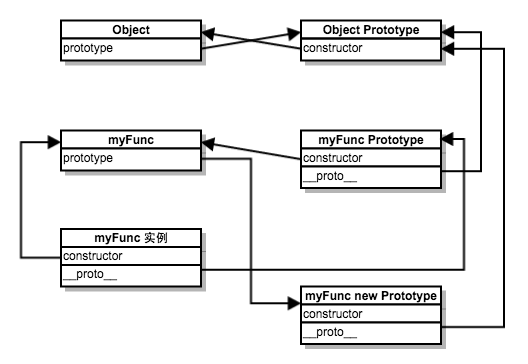 Object
prototype
Object Prototype
constructor
myFunc
prototype
myFunc Prototype
constructor
__proto__
myFunc 实例
constructor
__proto__
myFunc new Prototype
constructor
__proto__